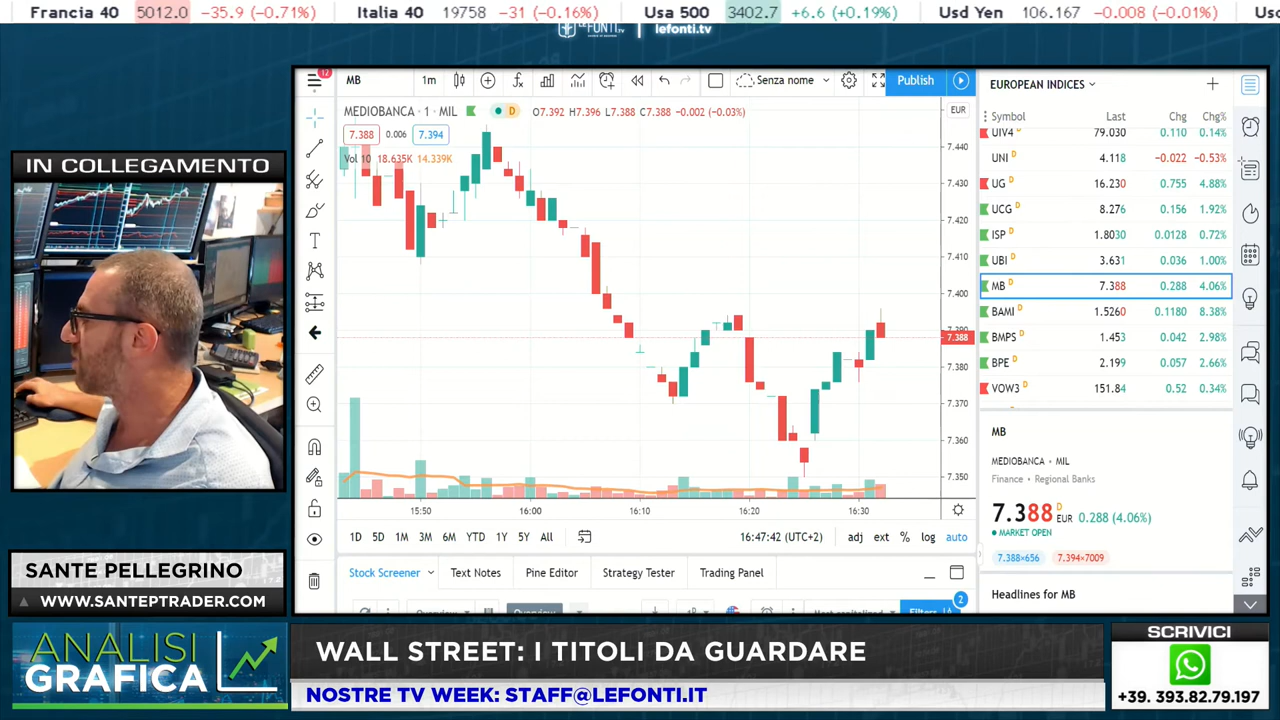 Francia 40 5012.0 -35.9 (-0.71%) Italia 40 19758 -31 (-0.16%) Usa 500 3402.7 +6.6 (+0.19%) Usd Yen 106.167 -0.008 (-0.01%)
LEFONTI.TV lefonti.tv
12
MB 1m Senza nome Publish
MEDIOBANCA · 1 · MIL D O7.392 H7.396 L7.388 C7.388 -0.002 (-0.03%)
7.388 0.006 7.394
Vol 10 18.635K 14.339K
EUR
7.440
7.430
7.420
7.410
7.400
7.390
7.388
7.380
7.370
7.360
7.350
15:50 16:00 16:10 16:20 16:30
1D 5D 1M 3M 6M YTD 1Y 5Y All 16:47:42 (UTC+2) adj ext % log auto
Stock Screener Text Notes Pine Editor Strategy Tester Trading Panel
Overview Overview Most capitalized Filters
2
EUROPEAN INDICES
Symbol Last Chg Chg%
UIV4 D 79.030 0.110 0.14%
UNI D 4.118 -0.022 -0.53%
UG D 16.230 0.755 4.88%
UCG D 8.276 0.156 1.92%
ISP D 1.8030 0.0128 0.72%
UBI D 3.631 0.036 1.00%
MB D 7.388 0.288 4.06%
BAMI D 1.5260 0.1180 8.38%
BMPS D 1.453 0.042 2.98%
BPE D 2.199 0.057 2.66%
VOW3 D 151.84 0.52 0.34%
MB
MEDIOBANCA • MIL
Finance • Regional Banks
7.388 D EUR 0.288 (4.06%)
MARKET OPEN
7.388×656 7.394×7009
Headlines for MB
IN COLLEGAMENTO
SANTE PELLEGRINO
WWW.SANTEPTRADER.COM
ANALISI
GRAFICA
WALL STREET: I TITOLI DA GUARDARE
NOSTRE TV WEEK: STAFF@LEFONTI.IT
SCRIVICI
+39. 393.82.79.197